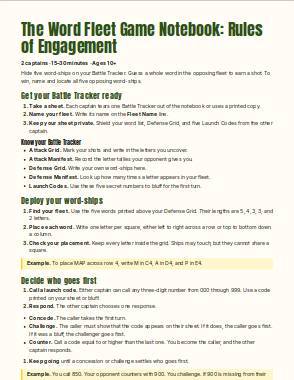 The Word Fleet Game Notebook: Rules
of Engagement
2 captains · 15-30 minutes · Ages 10+
Hide five word-ships on your Battle Tracker. Guess a whole word in the opposing fleet to earn a shot. To
win, name and locate all five opposing word-ships.
Get your Battle Tracker ready
1. Take a sheet. Each captain tears one Battle Tracker out of the notebook or uses a printed copy.
2. Name your fleet. Write its name on the Fleet Name line.
3. Keep your sheet private. Shield your word list, Defense Grid, and five Launch Codes from the other
captain.
Know your Battle Tracker
• Attack Grid. Mark your shots and write in the letters you uncover.
• Attack Manifest. Record the letter tallies your opponent gives you.
• Defense Grid. Write your own word-ships here.
• Defense Manifest. Look up how many times a letter appears in your fleet.
• Launch Codes. Use these five secret numbers to bluff for the first turn.
Deploy your word-ships
1. Find your fleet. Use the five words printed above your Defense Grid. Their lengths are 5, 4, 3, 3, and
2 letters.
2. Place each word. Write one letter per square, either left to right across a row or top to bottom down
a column.
3. Check your placement. Keep every letter inside the grid. Ships may touch, but they cannot share a
square.
Example. To place MAP across row 4, write M in C4, A in D4, and P in E4.
Decide who goes first
1. Call a launch code. Either captain can call any three-digit number from 000 through 999. Use a code
printed on your sheet or bluff.
2. Respond. The other captain chooses one response.
• Concede. The caller takes the first turn.
• Challenge. The caller must show that the code appears on their sheet. If it does, the caller goes first.
If it was a bluff, the challenger goes first.
• Counter. Call a code equal to or higher than the last one. You become the caller, and the other
captain responds.
1. Keep going until a concession or challenge settles who goes first.
Example. You call 850. Your opponent counters with 900. You challenge. If 900 is missing from their